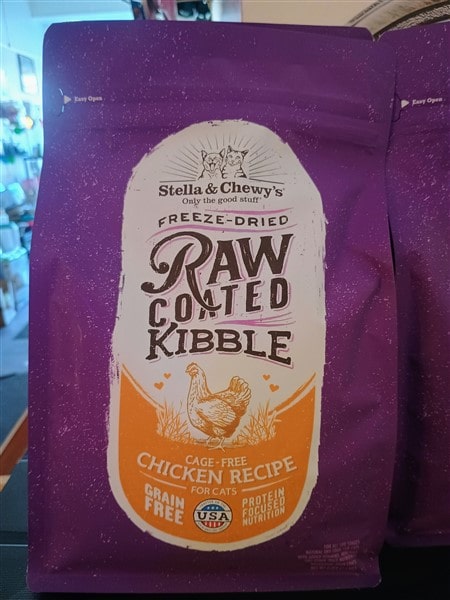 Easy Open
Easy Open
Stella & Chewy's
Only the good stuff
FREEZE-DRIED
RAW
COATED
KIBBLE
CAGE-FREE
CHICKEN RECIPE
FOR CATS
GRAIN
FREE
USA
PROTEIN
FOCUSED
NUTRITION